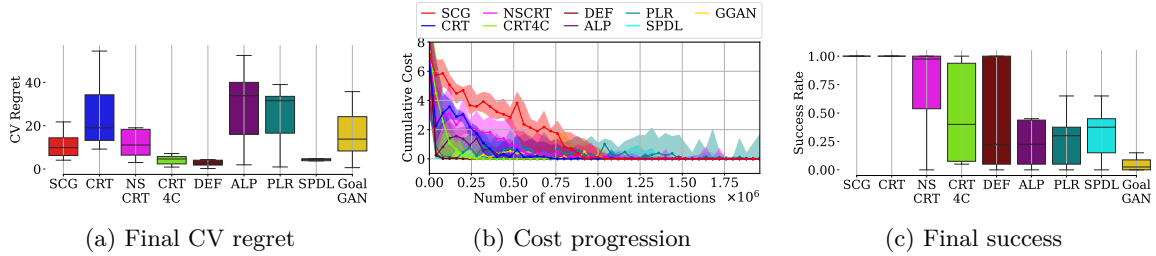 CV Regret
40
20
0
SCG CRT NS CRT DEF ALP PLR SPDL Goal
CRT 4C GAN
(a) Final CV regret
SCG NSCRT DEF PLR GGAN
CRT CRT4C ALP SPDL
Cumulative Cost
8
6
4
2
0
0.00 0.25 0.50 0.75 1.00 1.25 1.50 1.75
Number of environment interactions ×10⁶
(b) Cost progression
Success Rate
1.00
0.75
0.50
0.25
0.00
SCG CRT NS CRT DEF ALP PLR SPDL Goal
CRT 4C GAN
(c) Final success